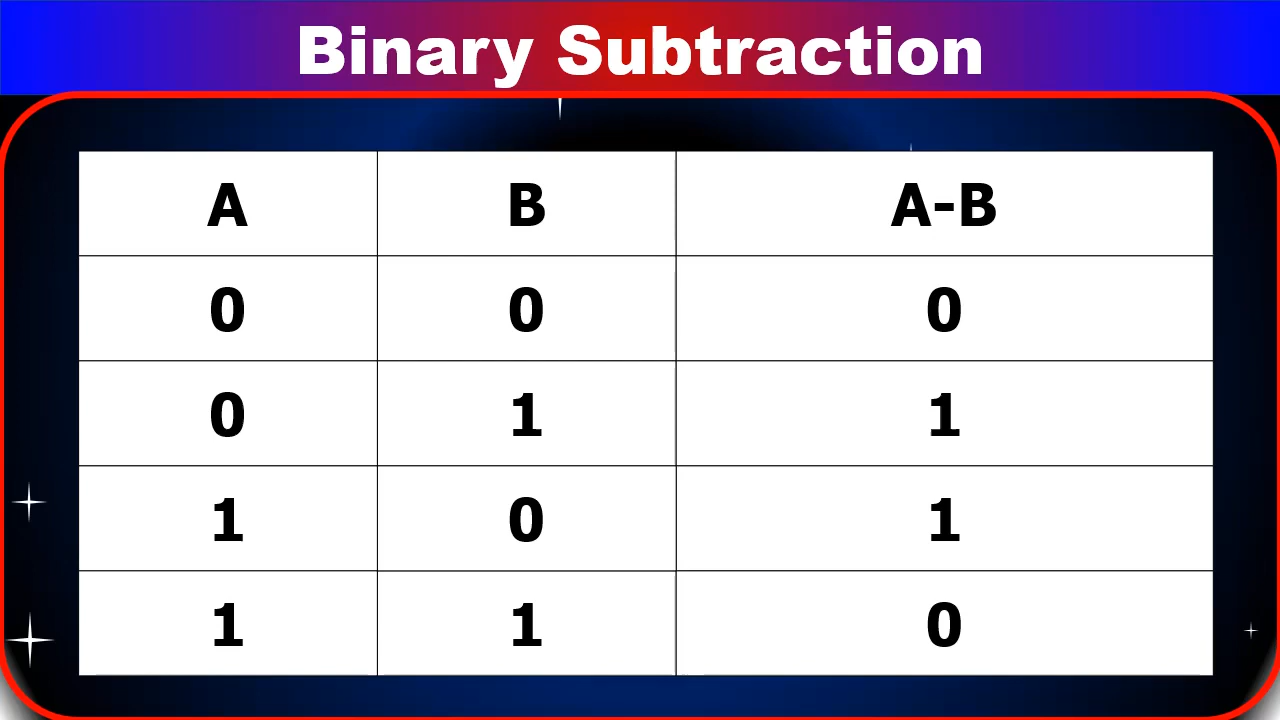 Binary Subtraction
A B A-B
0 0 0
0 1 1
1 0 1
1 1 0